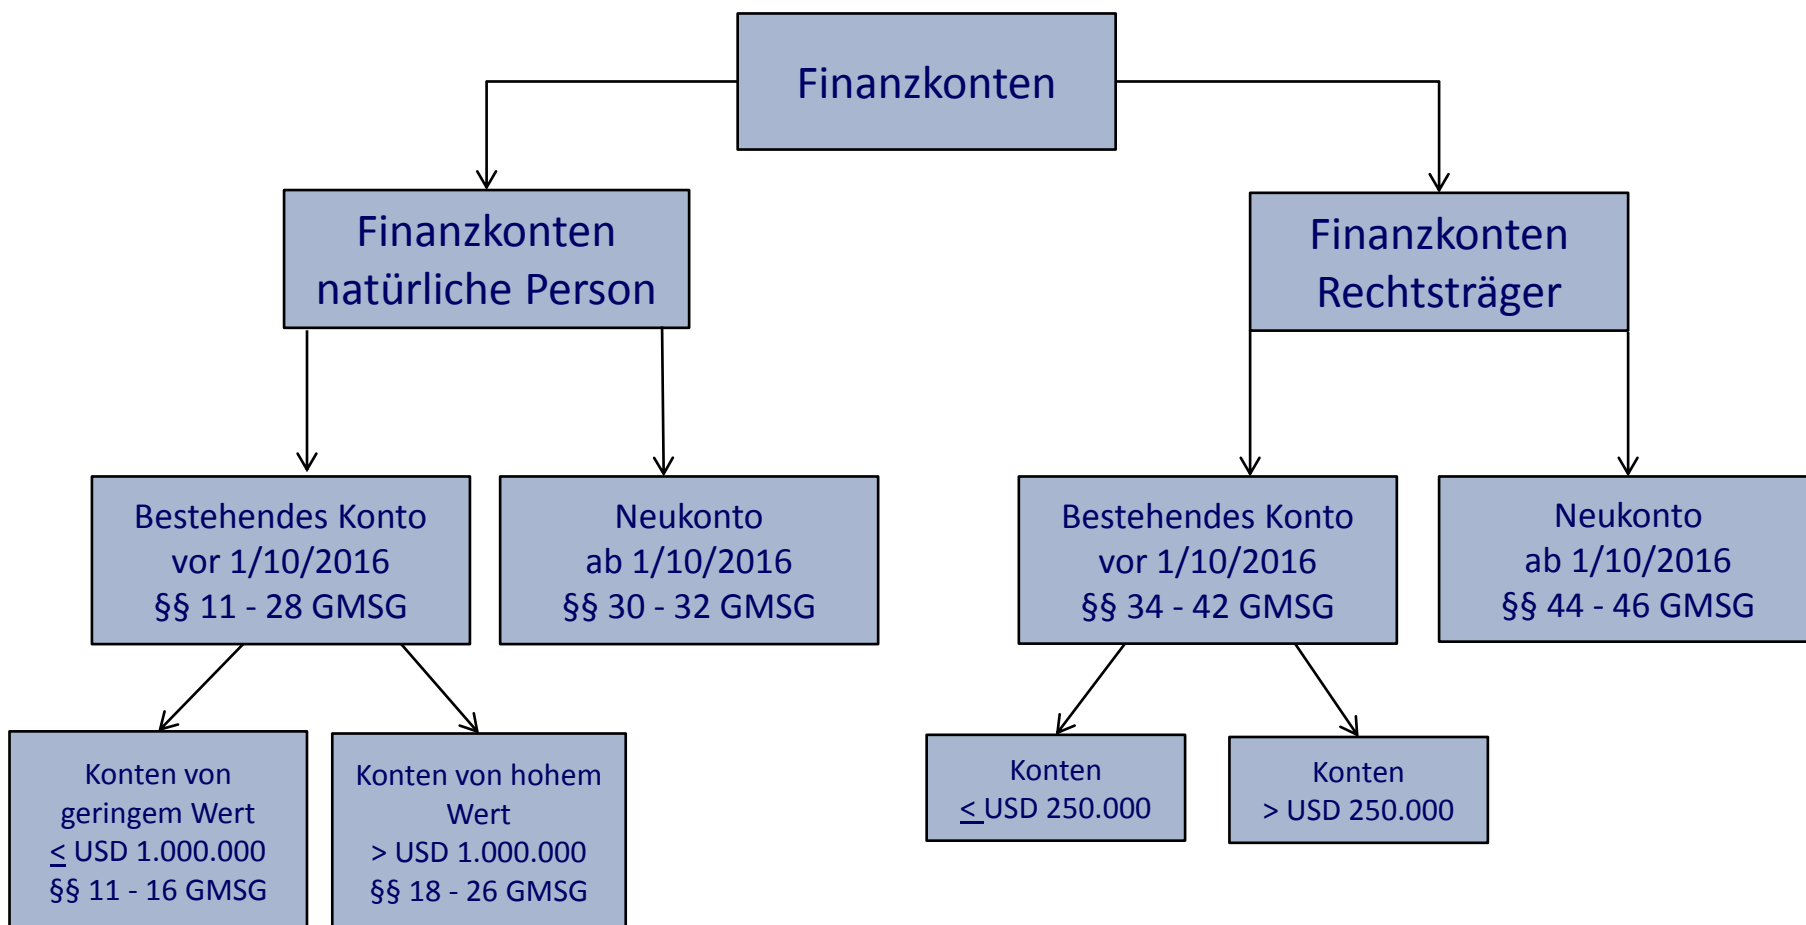 Finanzkonten
Finanzkonten
natürliche Person
Finanzkonten
Rechtsträger
Bestehendes Konto
vor 1/10/2016
§§ 11 - 28 GMSG
Neukonto
ab 1/10/2016
§§ 30 - 32 GMSG
Bestehendes Konto
vor 1/10/2016
§§ 34 - 42 GMSG
Neukonto
ab 1/10/2016
§§ 44 - 46 GMSG
Konten von
geringem Wert
≤ USD 1.000.000
§§ 11 - 16 GMSG
Konten von hohem
Wert
> USD 1.000.000
§§ 18 - 26 GMSG
Konten
≤ USD 250.000
Konten
> USD 250.000